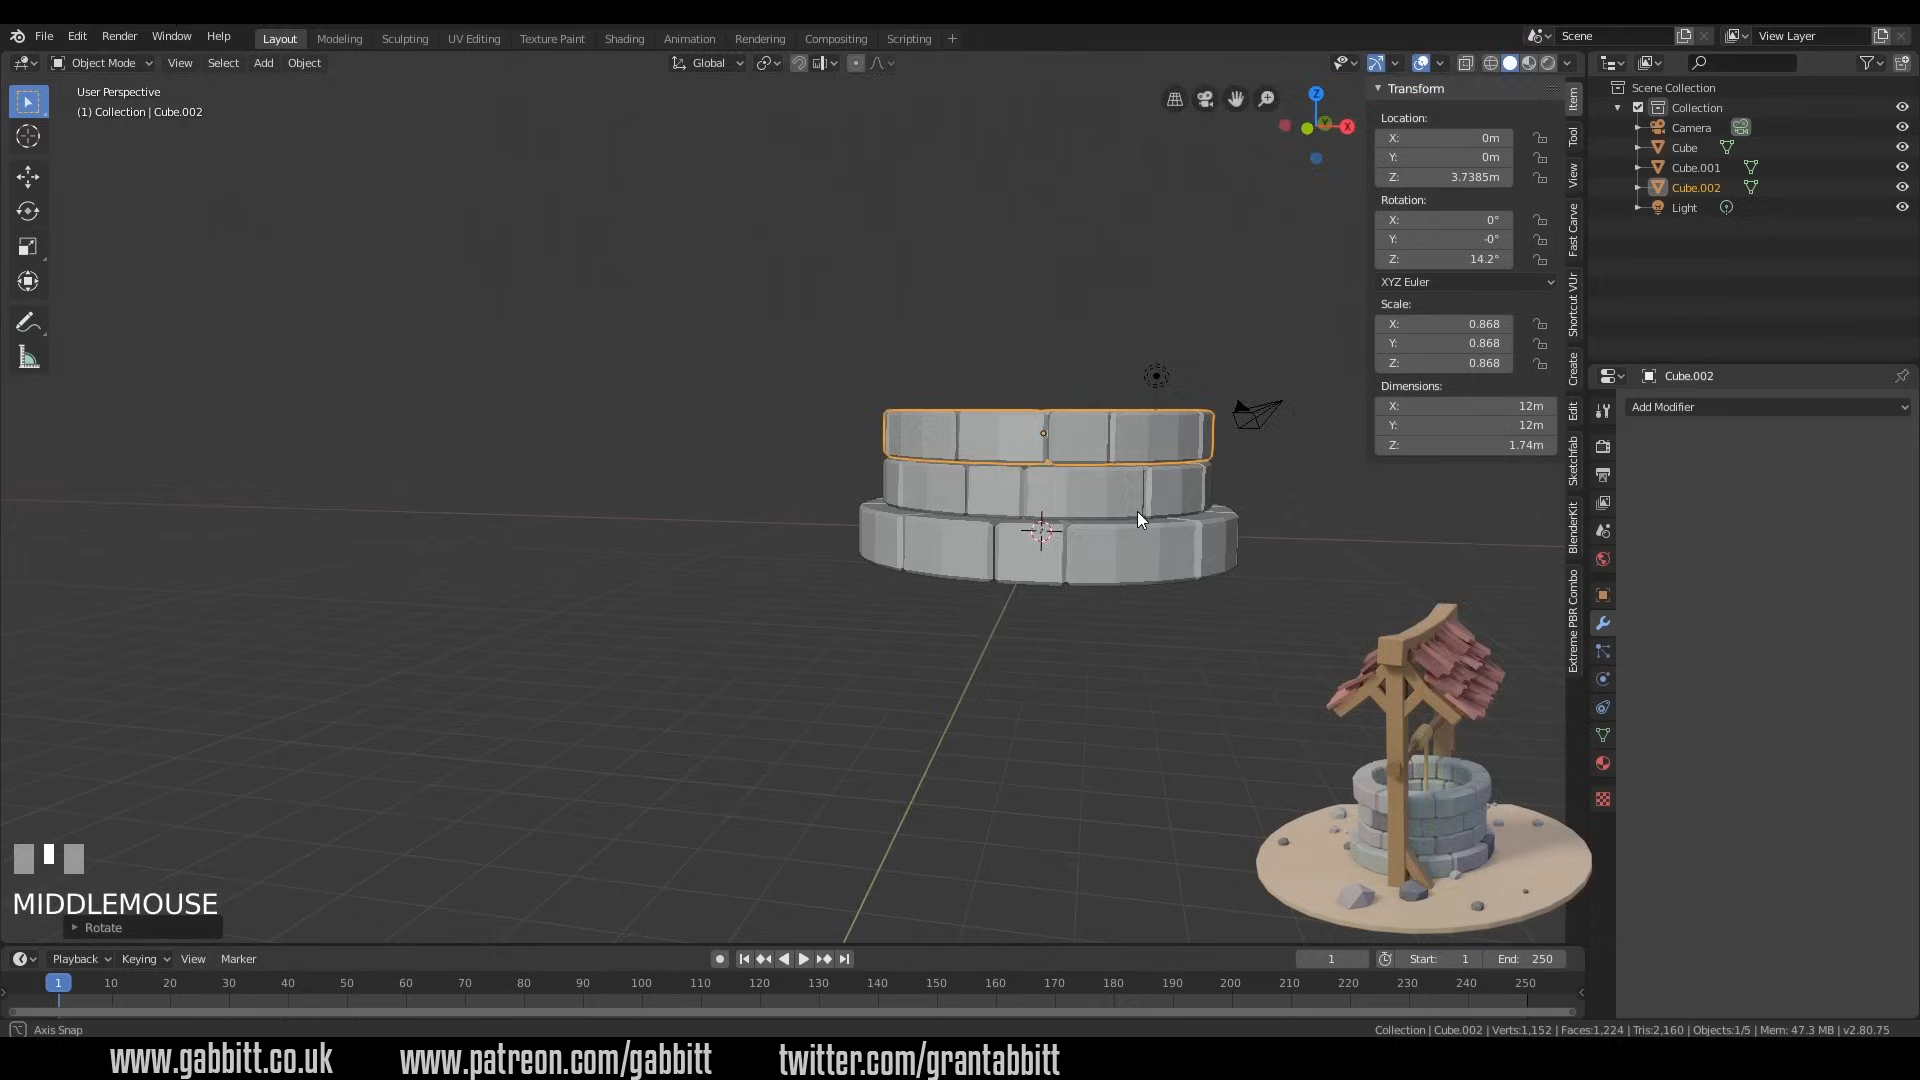 File Edit Render Window Help Layout Modeling Sculpting UV Editing Texture Paint Shading Animation Rendering Compositing Scripting + Scene View Layer
Object Mode View Select Add Object Global
User Perspective
(1) Collection | Cube.002
Transform
Location:
X: 0m
Y: 0m
Z: 3.7385m
Rotation:
X: 0°
Y: -0°
Z: 14.2°
XYZ Euler
Scale:
X: 0.868
Y: 0.868
Z: 0.868
Dimensions:
X: 12m
Y: 12m
Z: 1.74m
Item
Tool
View
Fast Carve
Shortcut VUr
Create
Edit
Sketchfab
BlenderKit
Extreme PBR Combo
Z
Y
X
Scene Collection
Collection
Camera
Cube
Cube.001
Cube.002
Light
Cube.002
Add Modifier
MIDDLEMOUSE
Rotate
Playback Keying View Marker 1 Start: 1 End: 250
1 10 20 30 40 50 60 70 80 90 100 110 120 130 140 150 160 170 180 190 200 210 220 230 240 250
Axis Snap
Collection | Cube.002 | Verts:1,152 | Faces:1,224 | Tris:2,160 | Objects:1/5 | Mem: 47.3 MB | v2.80.75
www.gabbitt.co.uk www.patreon.com/gabbitt twitter.com/grantabbitt